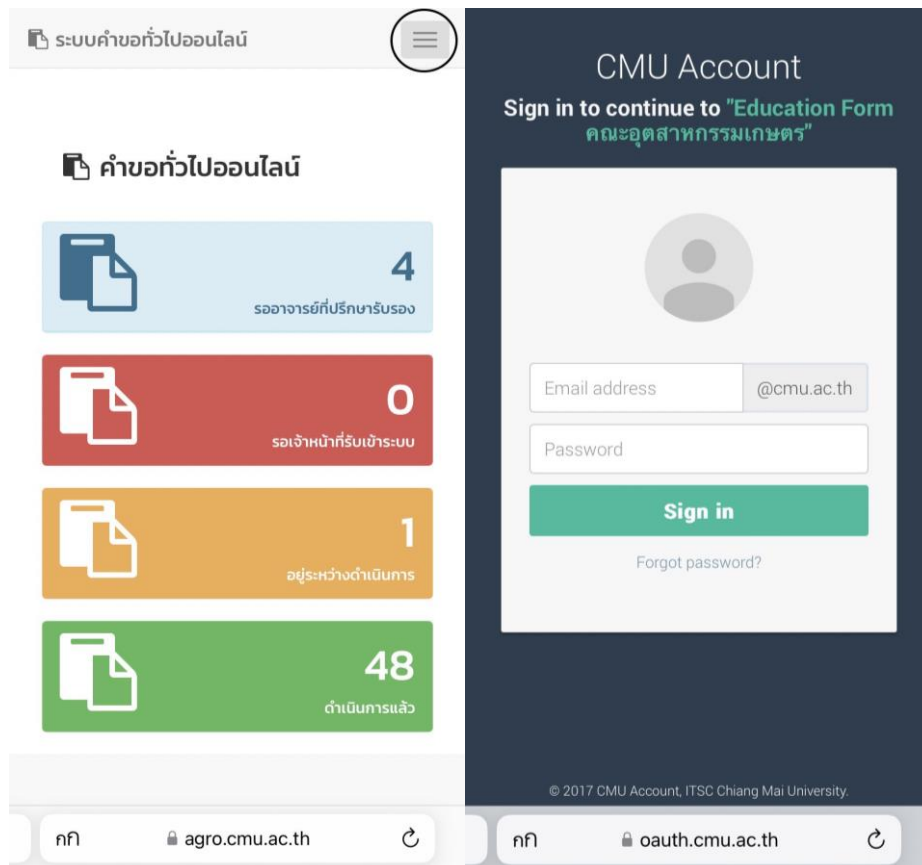 ระบบคำขอทั่วไปออนไลน์
คำขอทั่วไปออนไลน์
4
รออาจารย์ที่ปรึกษารับรอง
0
รอเจ้าหน้าที่รับเข้าระบบ
1
อยู่ระหว่างดำเนินการ
48
ดำเนินการแล้ว
กกิ agro.cmu.ac.th
CMU Account
Sign in to continue to "Education Form
คณะอุตสาหกรรมเกษตร"
Email address @cmu.ac.th
Password
Sign in
Forgot password?
© 2017 CMU Account, ITSC Chiang Mai University.
กกิ oauth.cmu.ac.th